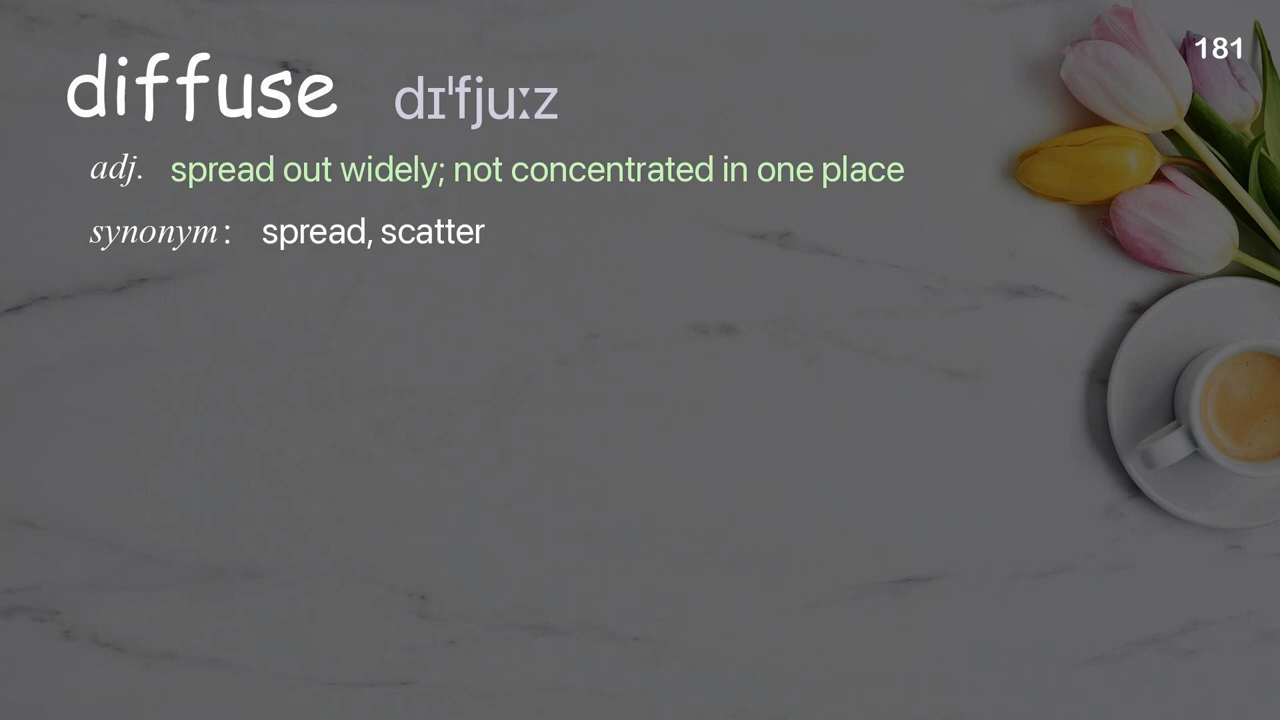 181
diffuse dɪˈfjuːz
adj. spread out widely; not concentrated in one place
synonym: spread, scatter